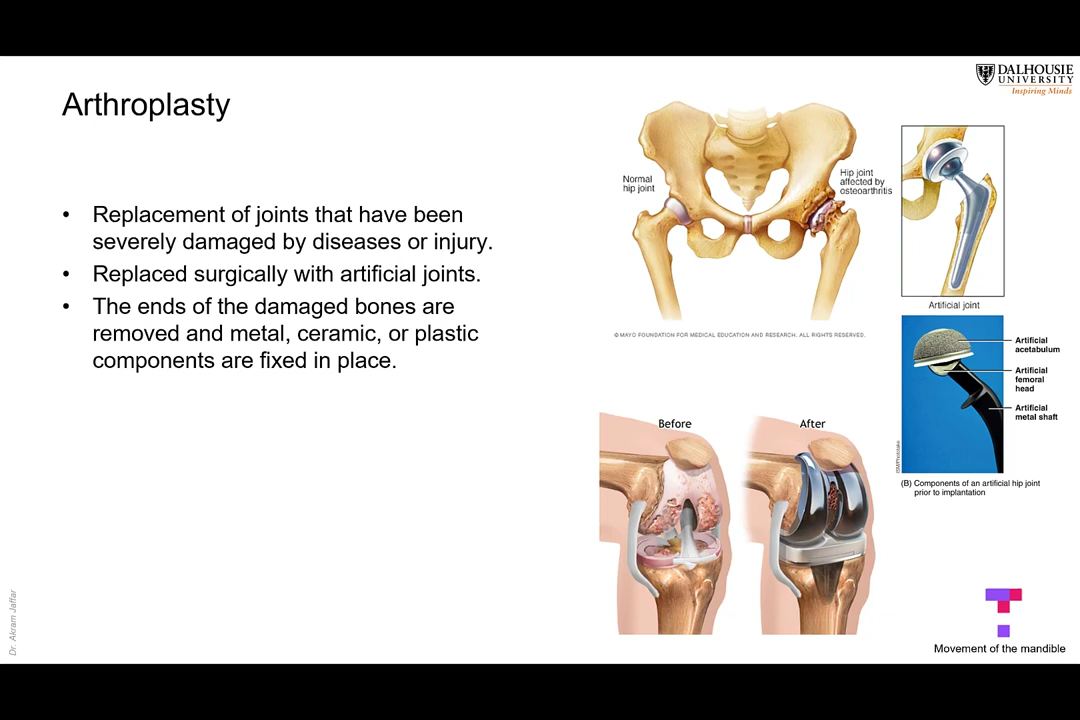 DALHOUSIE
UNIVERSITY
Inspiring Minds
Arthroplasty
• Replacement of joints that have been
severely damaged by diseases or injury.
• Replaced surgically with artificial joints.
• The ends of the damaged bones are
removed and metal, ceramic, or plastic
components are fixed in place.
Normal
hip joint
Hip joint
affected by
osteoarthritis
© MAYO FOUNDATION FOR MEDICAL EDUCATION AND RESEARCH. ALL RIGHTS RESERVED.
Artificial joint
Artificial
acetabulum
Artificial
femoral
head
Artificial
metal shaft
(B) Components of an artificial hip joint
prior to implantation
Before
After
Dr. Akram Jaffar
Movement of the mandible